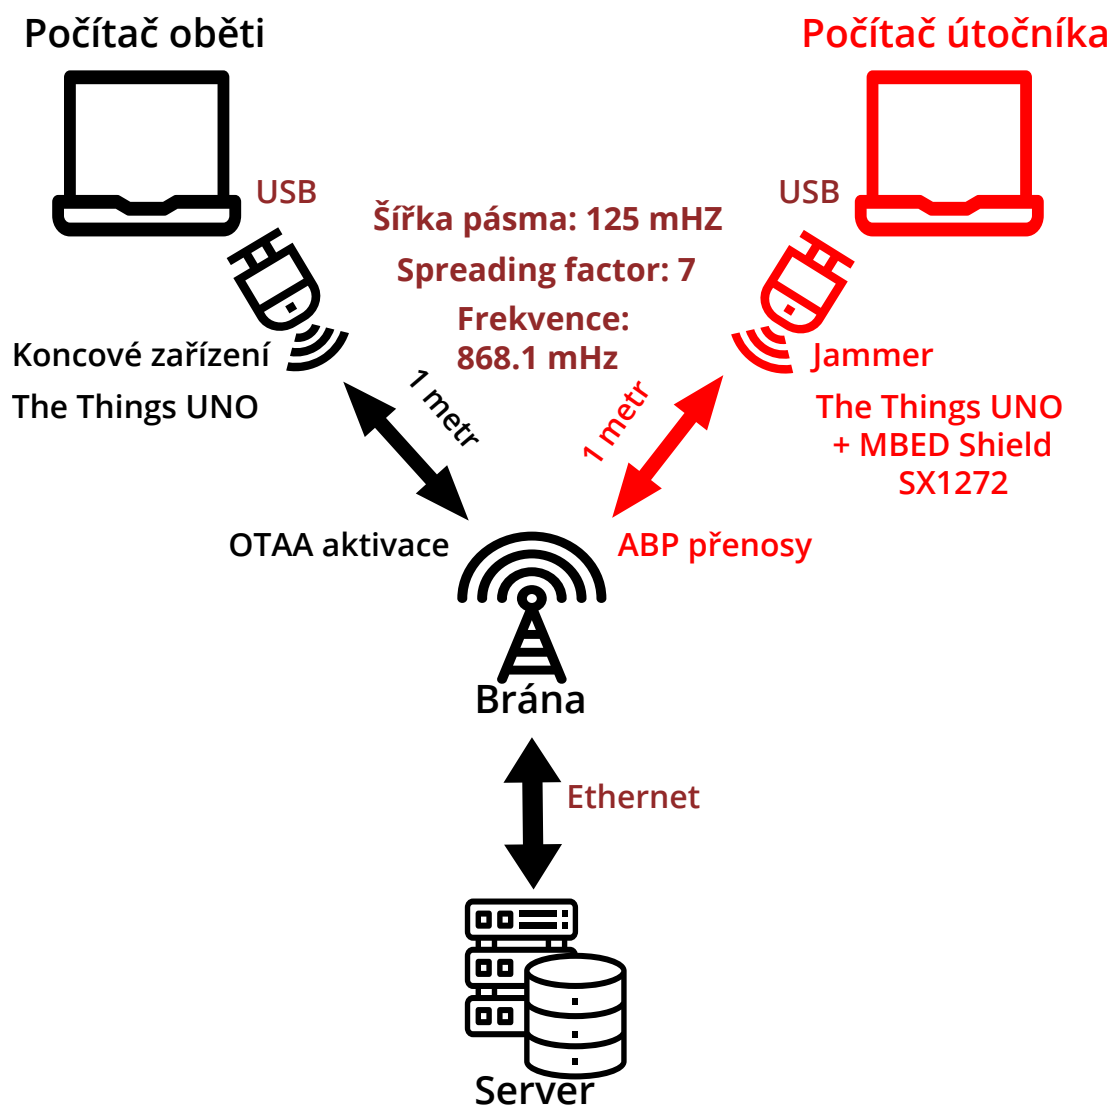 Počítač oběti
Počítač útočníka
USB
USB
Šířka pásma: 125 mHZ
Spreading factor: 7
Frekvence:
868.1 mHz
Koncové zařízení
The Things UNO
Jammer
The Things UNO
+ MBED Shield
SX1272
1 metr
1 metr
OTAA aktivace
ABP přenosy
Brána
Ethernet
Server